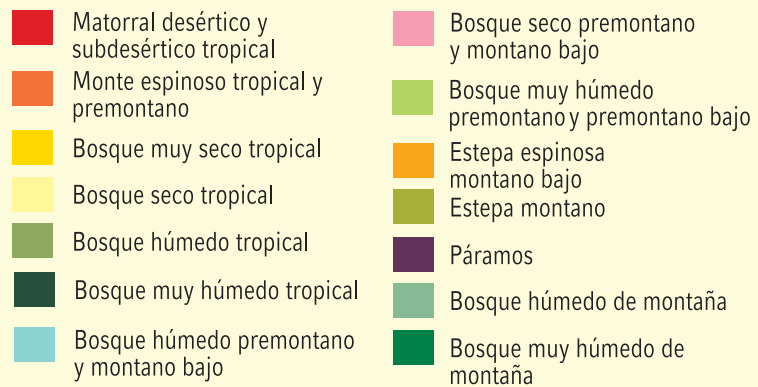 Matorral desértico y
subdesértico tropical
Monte espinoso tropical y
premontano
Bosque muy seco tropical
Bosque seco tropical
Bosque húmedo tropical
Bosque muy húmedo tropical
Bosque húmedo premontano
y montano bajo
Bosque seco premontano
y montano bajo
Bosque muy húmedo
premontano y premontano bajo
Estepa espinosa
montano bajo
Estepa montano
Páramos
Bosque húmedo de montaña
Bosque muy húmedo de
montaña